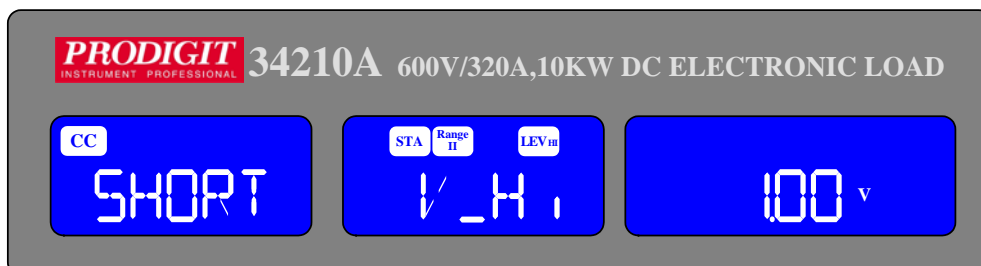 PRODIGIT
INSTRUMENT PROFESSIONAL
34210A 600V/320A,10KW DC ELECTRONIC LOAD
CC
SHORT
STA Range II LEV HI
V_Hi
1.00 V